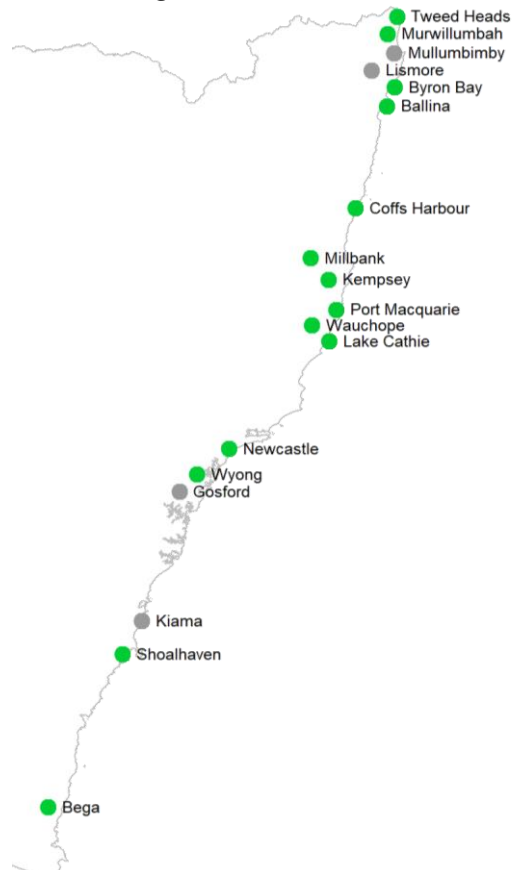 Tweed Heads
Murwillumbah
Mullumbimby
Lismore
Byron Bay
Ballina
Coffs Harbour
Millbank
Kempsey
Port Macquarie
Wauchope
Lake Cathie
Newcastle
Wyong
Gosford
Kiama
Shoalhaven
Bega